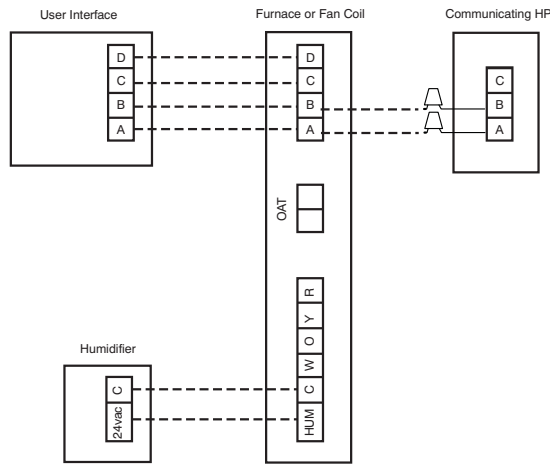 User Interface
Furnace or Fan Coil
Communicating HP
D
C
B
A
D
C
B
A
C
B
A
OAT
R
Y
O
W
C
HUM
Humidifier
C
24vac